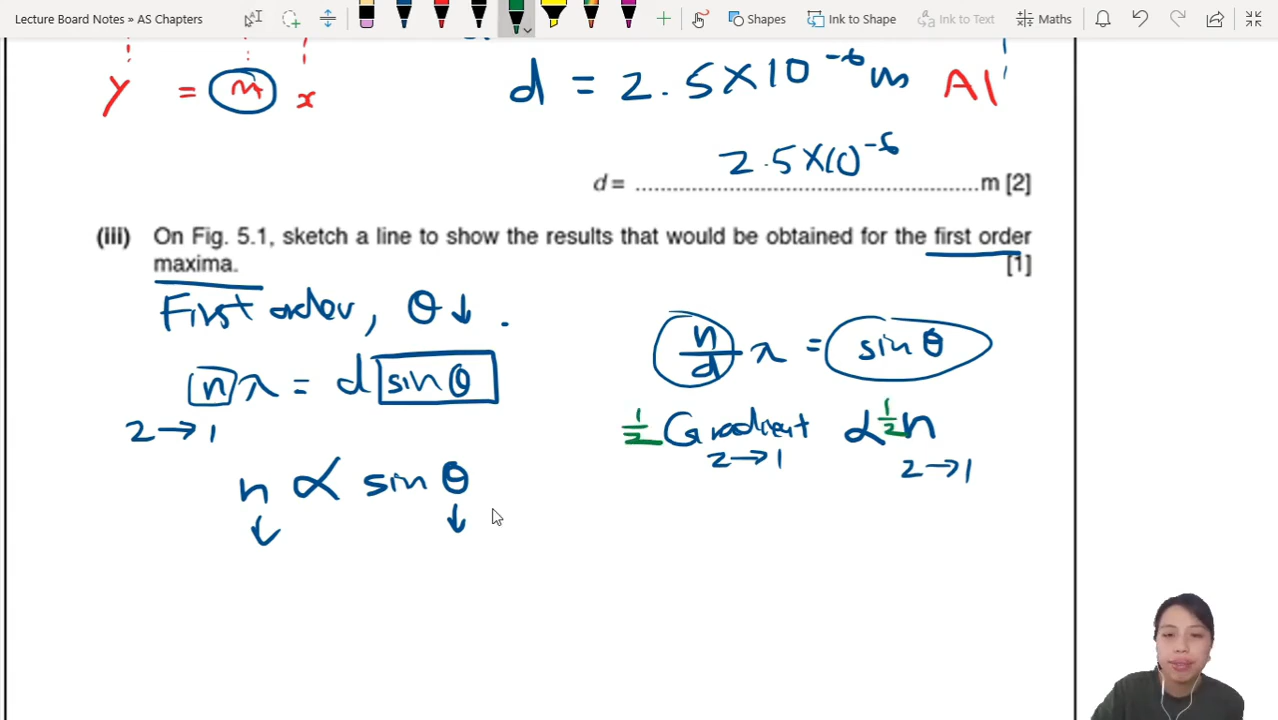 Lecture Board Notes - AS Chapters
Shapes
Ink to Shape
Ink to Text
Maths
y = m x
d = 2.5 × 10⁻⁶ m A1
2.5 × 10⁻⁶
d = ........................................................m [2]
(iii) On Fig. 5.1, sketch a line to show the results that would be obtained for the first order
maxima. [1]
First order, θ ↓ .
n/d λ = sin θ
nλ = d sin θ
2 → 1
½ Gradient ∝ ½ n
2 → 1 2 → 1
n ∝ sin θ
↓ ↓